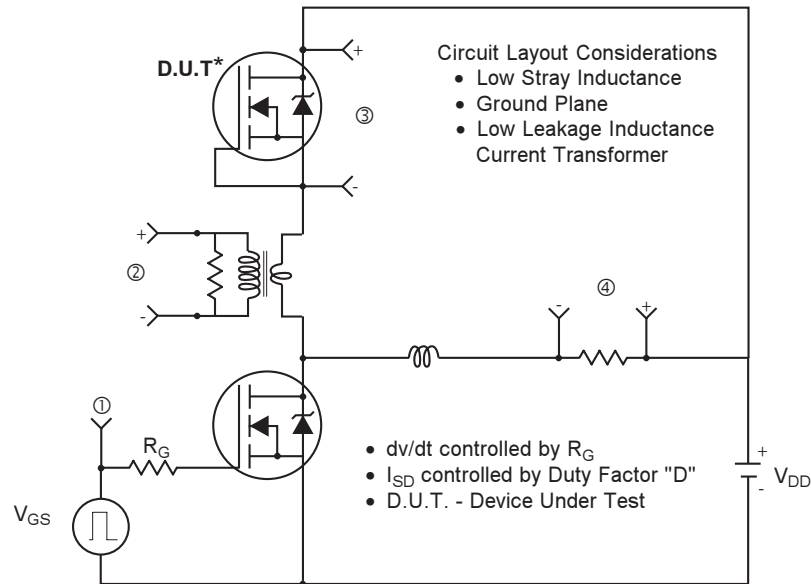 D.U.T*
+
-
③
Circuit Layout Considerations
• Low Stray Inductance
• Ground Plane
• Low Leakage Inductance
Current Transformer
+
②
-
④
-
+
①
R_G
V_GS
• dv/dt controlled by R_G
• I_SD controlled by Duty Factor "D"
• D.U.T. - Device Under Test
+
-
V_DD